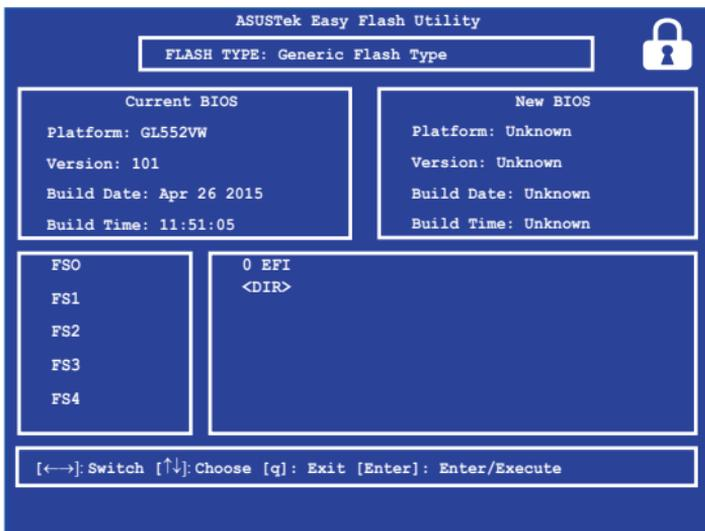 ASUSTek Easy Flash Utility
FLASH TYPE: Generic Flash Type
Current BIOS
Platform: GL552VW
Version: 101
Build Date: Apr 26 2015
Build Time: 11:51:05
New BIOS
Platform: Unknown
Version: Unknown
Build Date: Unknown
Build Time: Unknown
FSO
FS1
FS2
FS3
FS4
0 EFI
<DIR>
[←→]: Switch [↑↓]: Choose [q]: Exit [Enter]: Enter/Execute